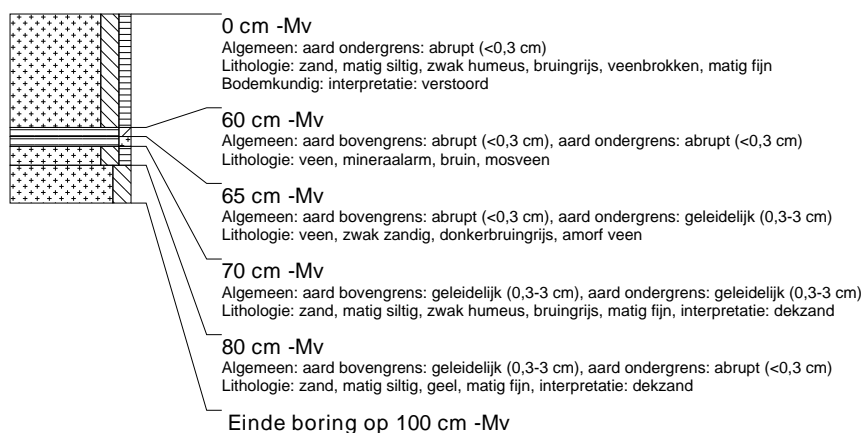 0 cm -Mv
Algemeen: aard ondergrens: abrupt (<0,3 cm)
Lithologie: zand, matig siltig, zwak humeus, bruingrijs, veenbrokken, matig fijn
Bodemkundig: interpretatie: verstoord
60 cm -Mv
Algemeen: aard bovengrens: abrupt (<0,3 cm), aard ondergrens: abrupt (<0,3 cm)
Lithologie: veen, mineraalarm, bruin, mosveen
65 cm -Mv
Algemeen: aard bovengrens: abrupt (<0,3 cm), aard ondergrens: geleidelijk (0,3-3 cm)
Lithologie: veen, zwak zandig, donkerbruingrijs, amorf veen
70 cm -Mv
Algemeen: aard bovengrens: geleidelijk (0,3-3 cm), aard ondergrens: geleidelijk (0,3-3 cm)
Lithologie: zand, matig siltig, zwak humeus, bruingrijs, matig fijn, interpretatie: dekzand
80 cm -Mv
Algemeen: aard bovengrens: geleidelijk (0,3-3 cm), aard ondergrens: abrupt (<0,3 cm)
Lithologie: zand, matig siltig, geel, matig fijn, interpretatie: dekzand
Einde boring op 100 cm -Mv